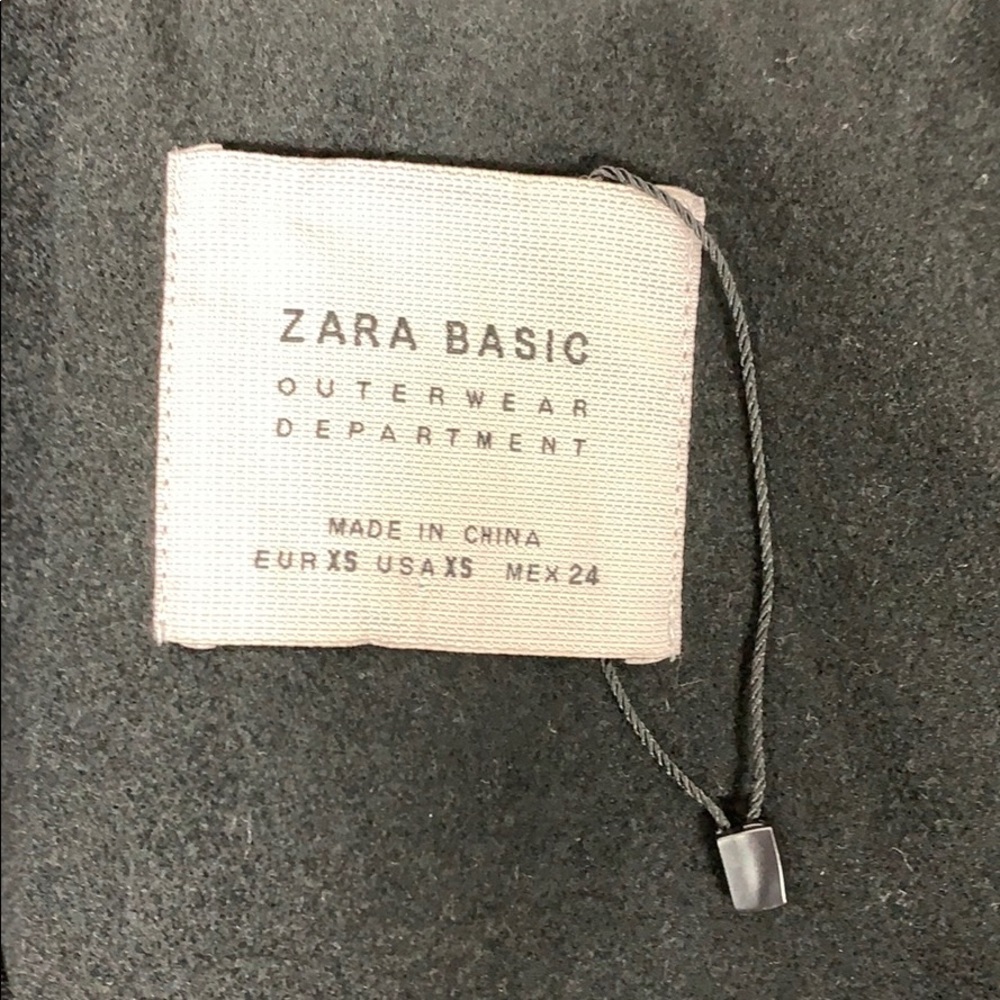 ZARA BASIC
OUTERWEAR
DEPARTMENT
MADE IN CHINA
EUR XS USA XS MEX 24